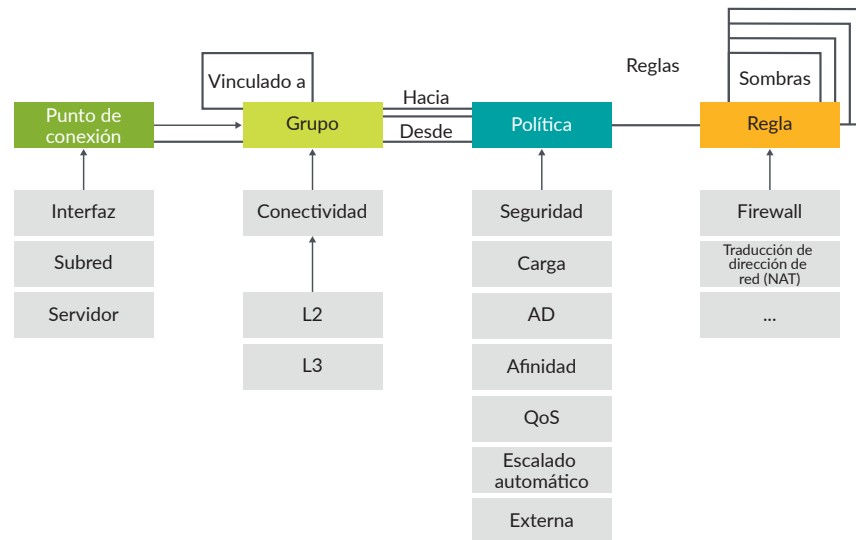 Reglas
Vinculado a
Sombras
Hacia
Desde
Punto de
conexión
Grupo
Política
Regla
Interfaz
Subred
Servidor
Conectividad
L2
L3
Seguridad
Carga
AD
Afinidad
QoS
Escalado
automático
Externa
Firewall
Traducción de
dirección de
red (NAT)
...